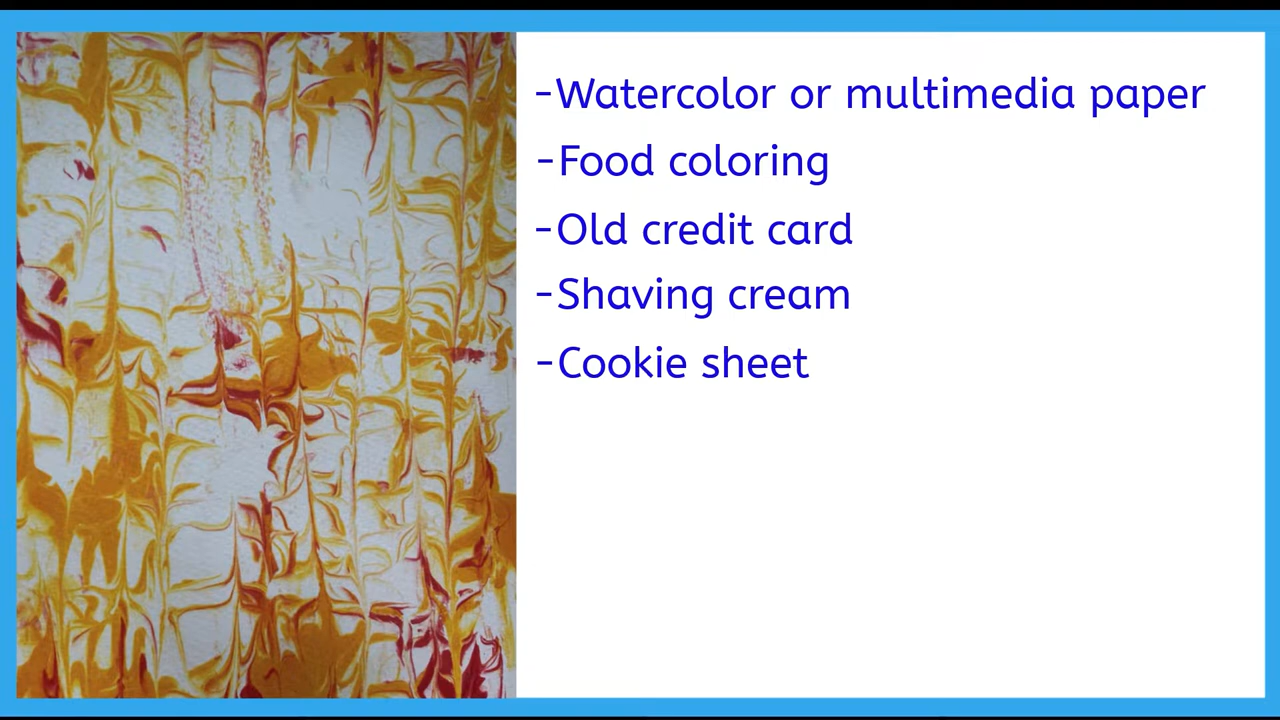 -Watercolor or multimedia paper
-Food coloring
-Old credit card
-Shaving cream
-Cookie sheet